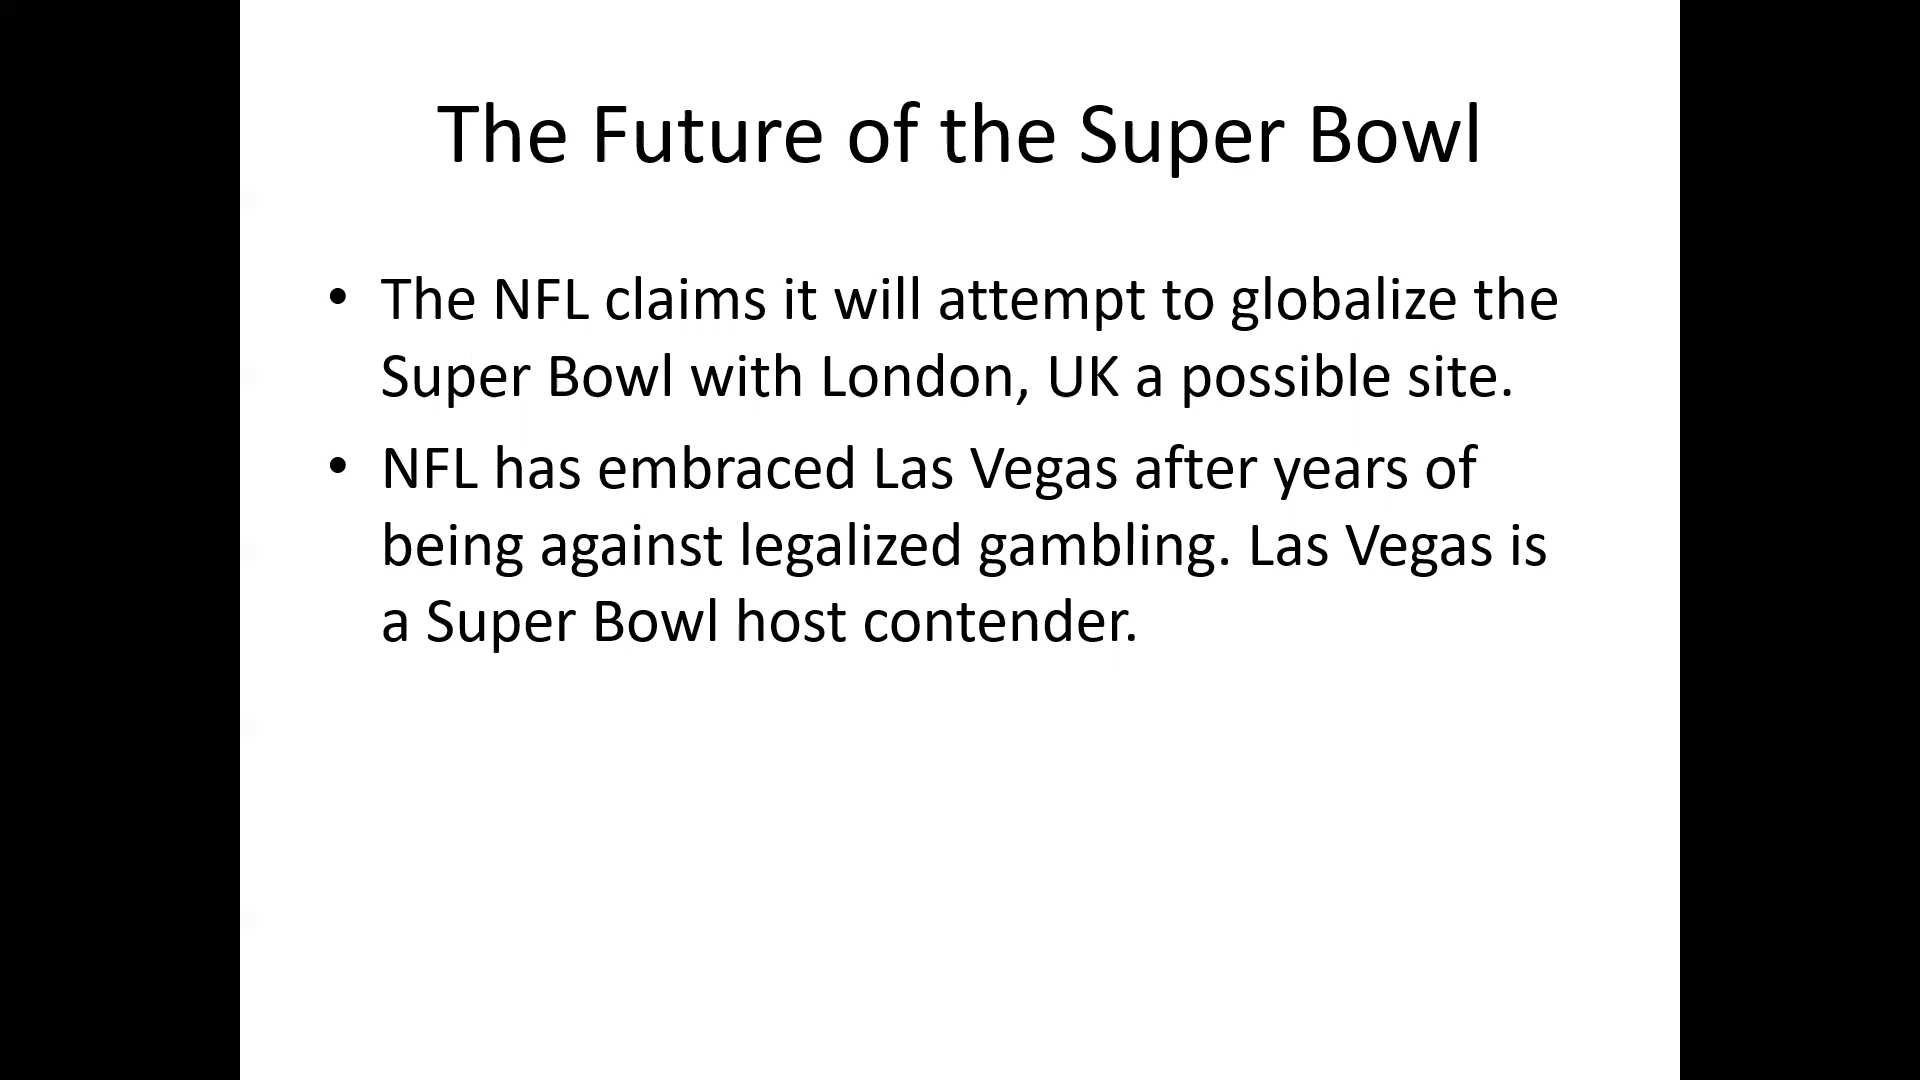 The Future of the Super Bowl
• The NFL claims it will attempt to globalize the
Super Bowl with London, UK a possible site.
• NFL has embraced Las Vegas after years of
being against legalized gambling. Las Vegas is
a Super Bowl host contender.